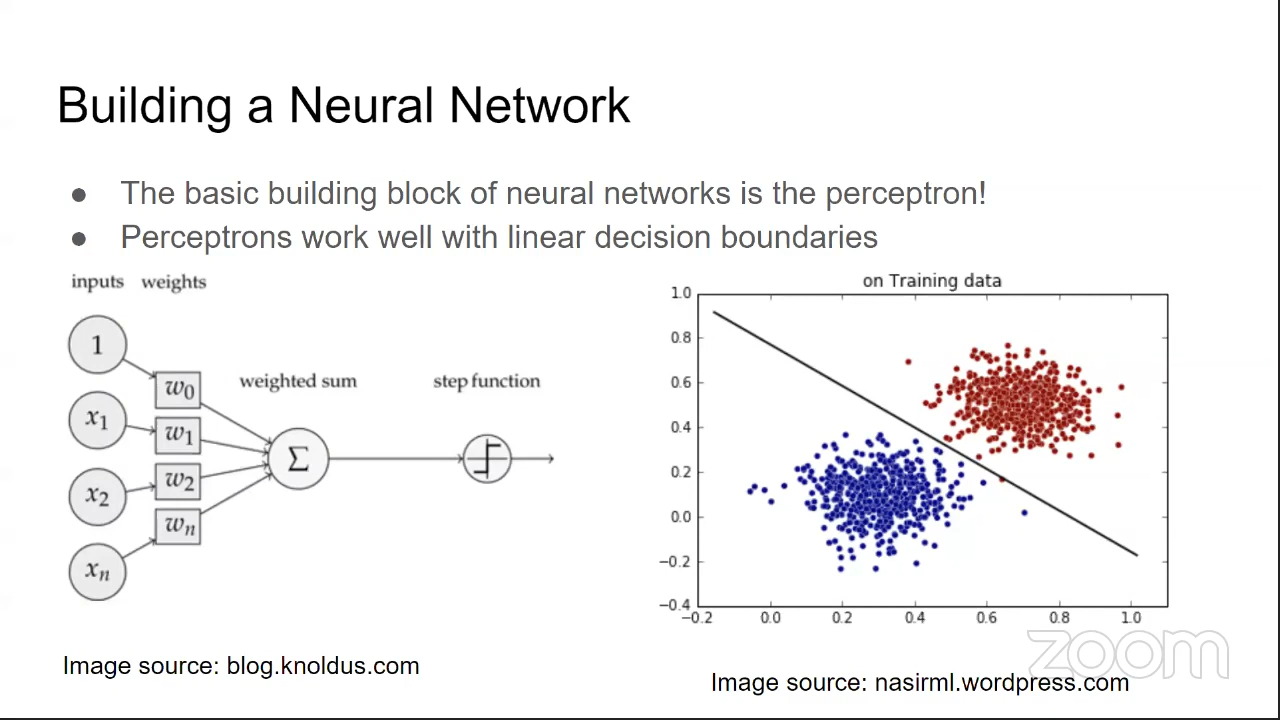 Building a Neural Network
● The basic building block of neural networks is the perceptron!
● Perceptrons work well with linear decision boundaries
inputs weights
1
x1
x2
xn
w0
w1
w2
wn
weighted sum
Σ
step function
on Training data
1.0
0.8
0.6
0.4
0.2
0.0
−0.2
−0.4
−0.2 0.0 0.2 0.4 0.6 0.8 1.0
zoom
Image source: blog.knoldus.com
Image source: nasirml.wordpress.com